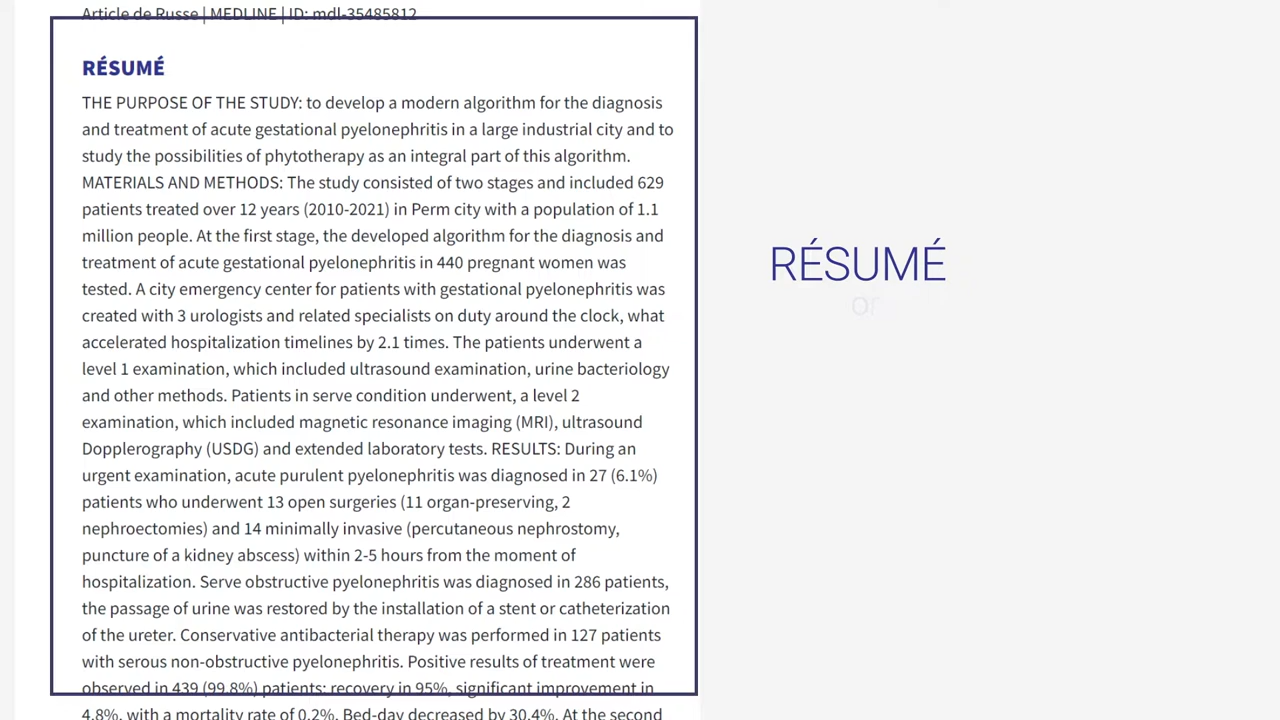 Article de Russe | MEDLINE | ID: mdl-35485812
RÉSUMÉ
THE PURPOSE OF THE STUDY: to develop a modern algorithm for the diagnosis
and treatment of acute gestational pyelonephritis in a large industrial city and to
study the possibilities of phytotherapy as an integral part of this algorithm.
MATERIALS AND METHODS: The study consisted of two stages and included 629
patients treated over 12 years (2010-2021) in Perm city with a population of 1.1
million people. At the first stage, the developed algorithm for the diagnosis and
treatment of acute gestational pyelonephritis in 440 pregnant women was
tested. A city emergency center for patients with gestational pyelonephritis was
created with 3 urologists and related specialists on duty around the clock, what
accelerated hospitalization timelines by 2.1 times. The patients underwent a
level 1 examination, which included ultrasound examination, urine bacteriology
and other methods. Patients in serve condition underwent, a level 2
examination, which included magnetic resonance imaging (MRI), ultrasound
Dopplerography (USDG) and extended laboratory tests. RESULTS: During an
urgent examination, acute purulent pyelonephritis was diagnosed in 27 (6.1%)
patients who underwent 13 open surgeries (11 organ-preserving, 2
nephroectomies) and 14 minimally invasive (percutaneous nephrostomy,
puncture of a kidney abscess) within 2-5 hours from the moment of
hospitalization. Serve obstructive pyelonephritis was diagnosed in 286 patients,
the passage of urine was restored by the installation of a stent or catheterization
of the ureter. Conservative antibacterial therapy was performed in 127 patients
with serous non-obstructive pyelonephritis. Positive results of treatment were
observed in 439 (99.8%) patients: recovery in 95%, significant improvement in
4.8%, with a mortality rate of 0.2%. Bed-day decreased by 30.4%. At the second
RÉSUMÉ
or